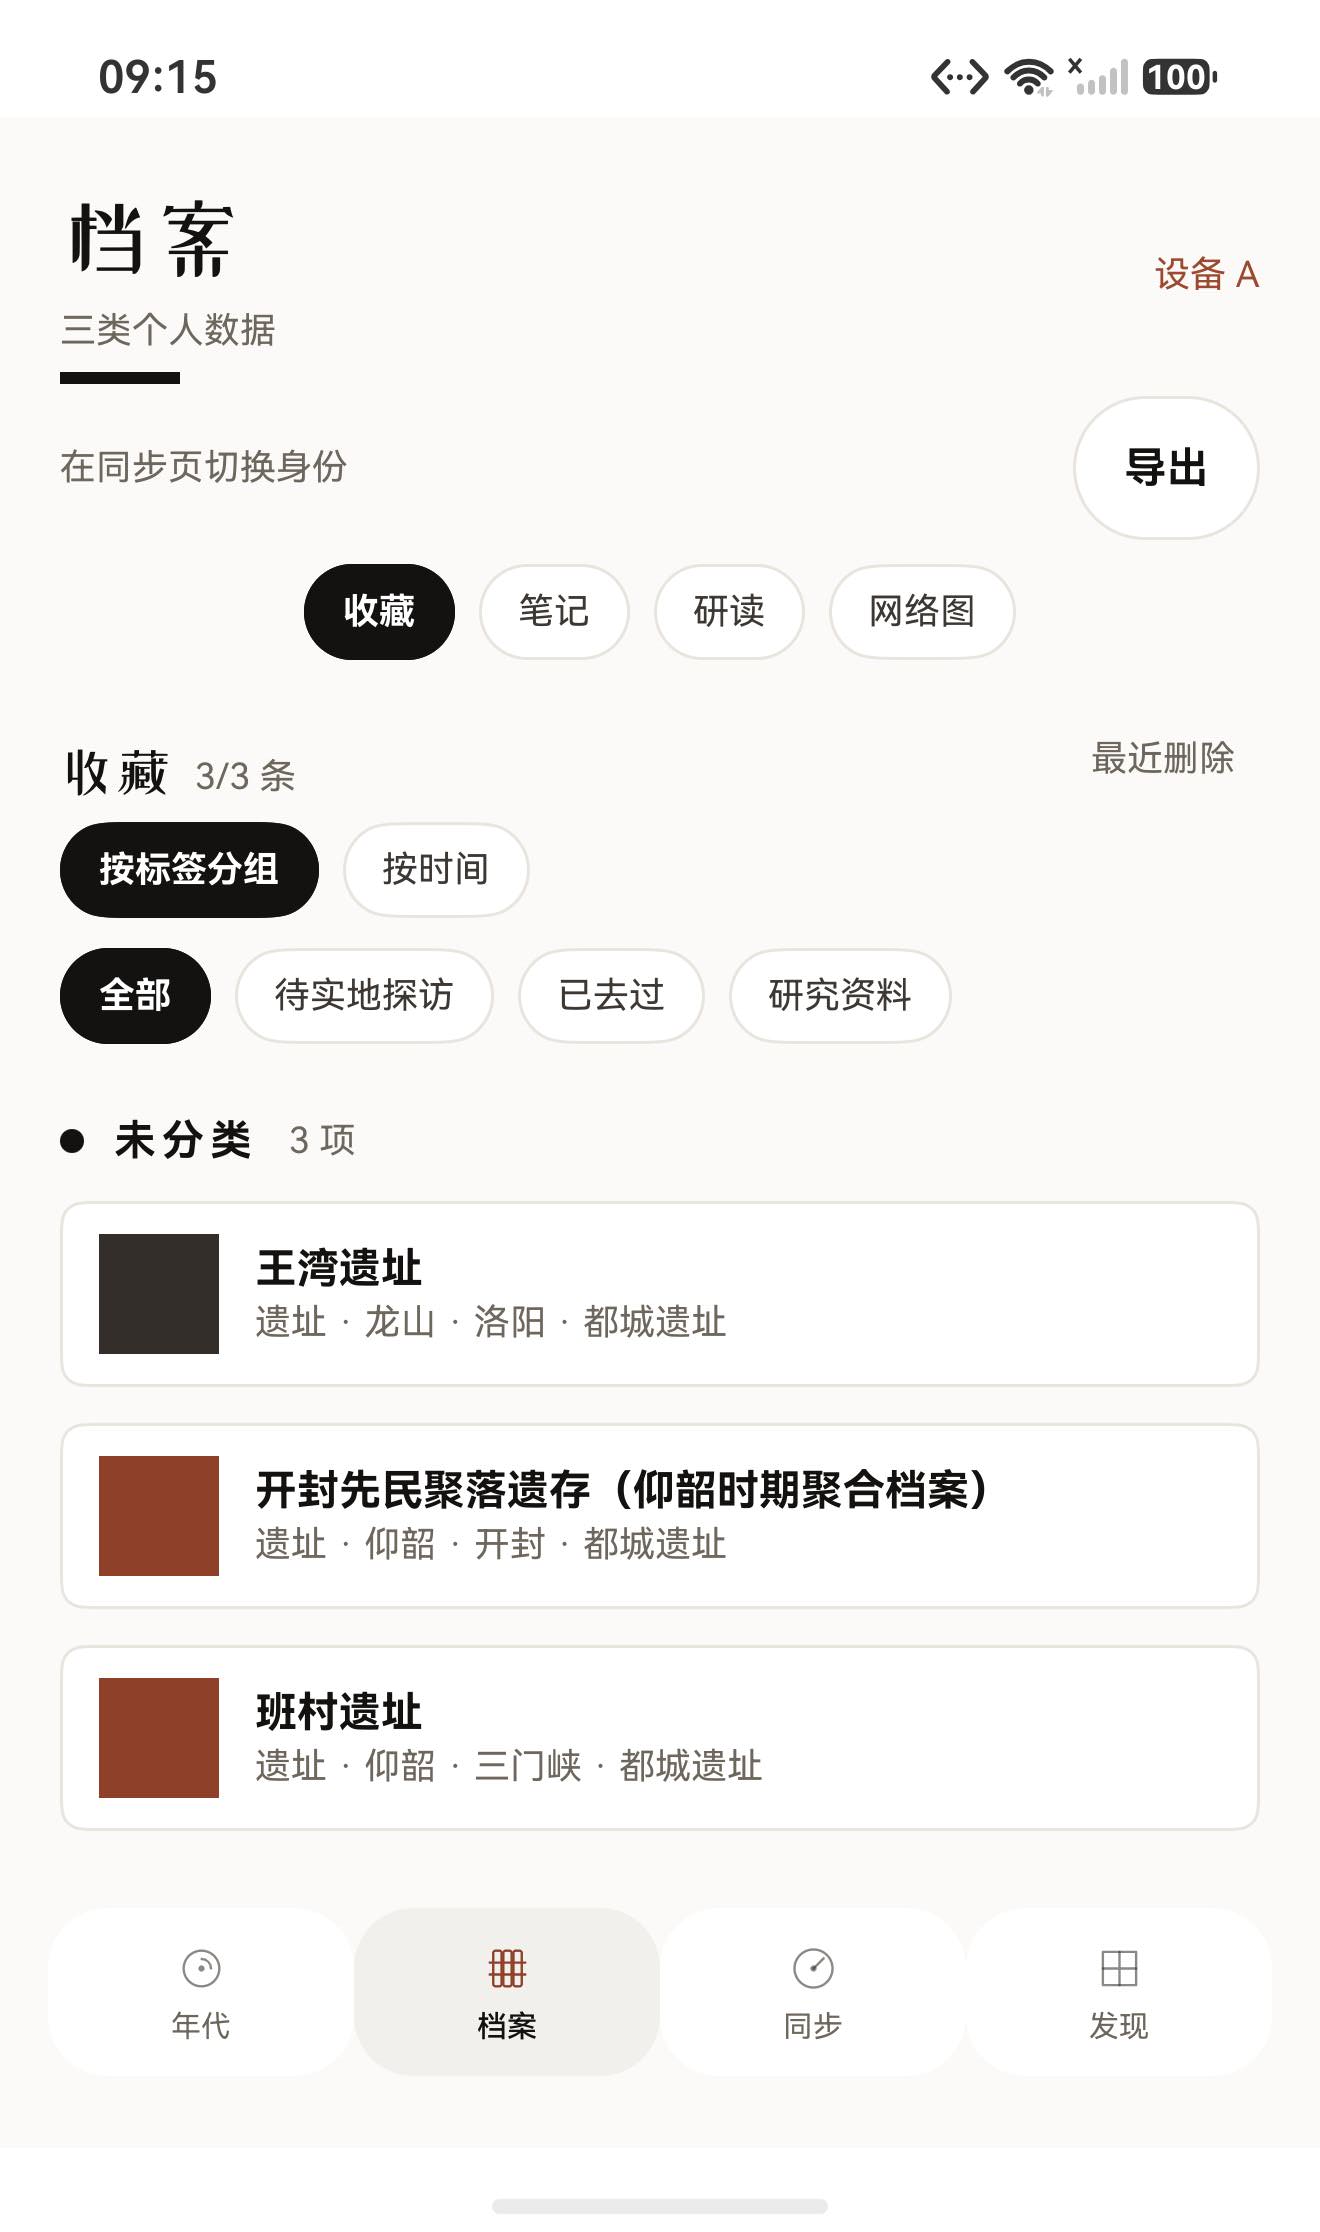 09:15
100
档案
设备 A
三类个人数据
在同步页切换身份
导出
收藏 笔记 研读 网络图
收藏 3/3 条 最近删除
按标签分组 按时间
全部 待实地探访 已去过 研究资料
未分类 3 项
王湾遗址
遗址 · 龙山 · 洛阳 · 都城遗址
开封先民聚落遗存（仰韶时期聚合档案）
遗址 · 仰韶 · 开封 · 都城遗址
班村遗址
遗址 · 仰韶 · 三门峡 · 都城遗址
年代 档案 同步 发现